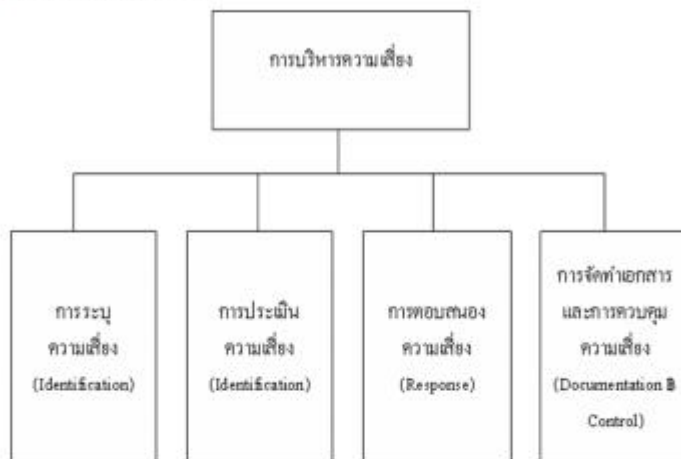 การบริหารความเสี่ยง
การระบุ
ความเสี่ยง
(Identification)
การประเมิน
ความเสี่ยง
(Identification)
การตอบสนอง
ความเสี่ยง
(Response)
การจัดทำเอกสาร
และการควบคุม
ความเสี่ยง
(Documentation B
Control)